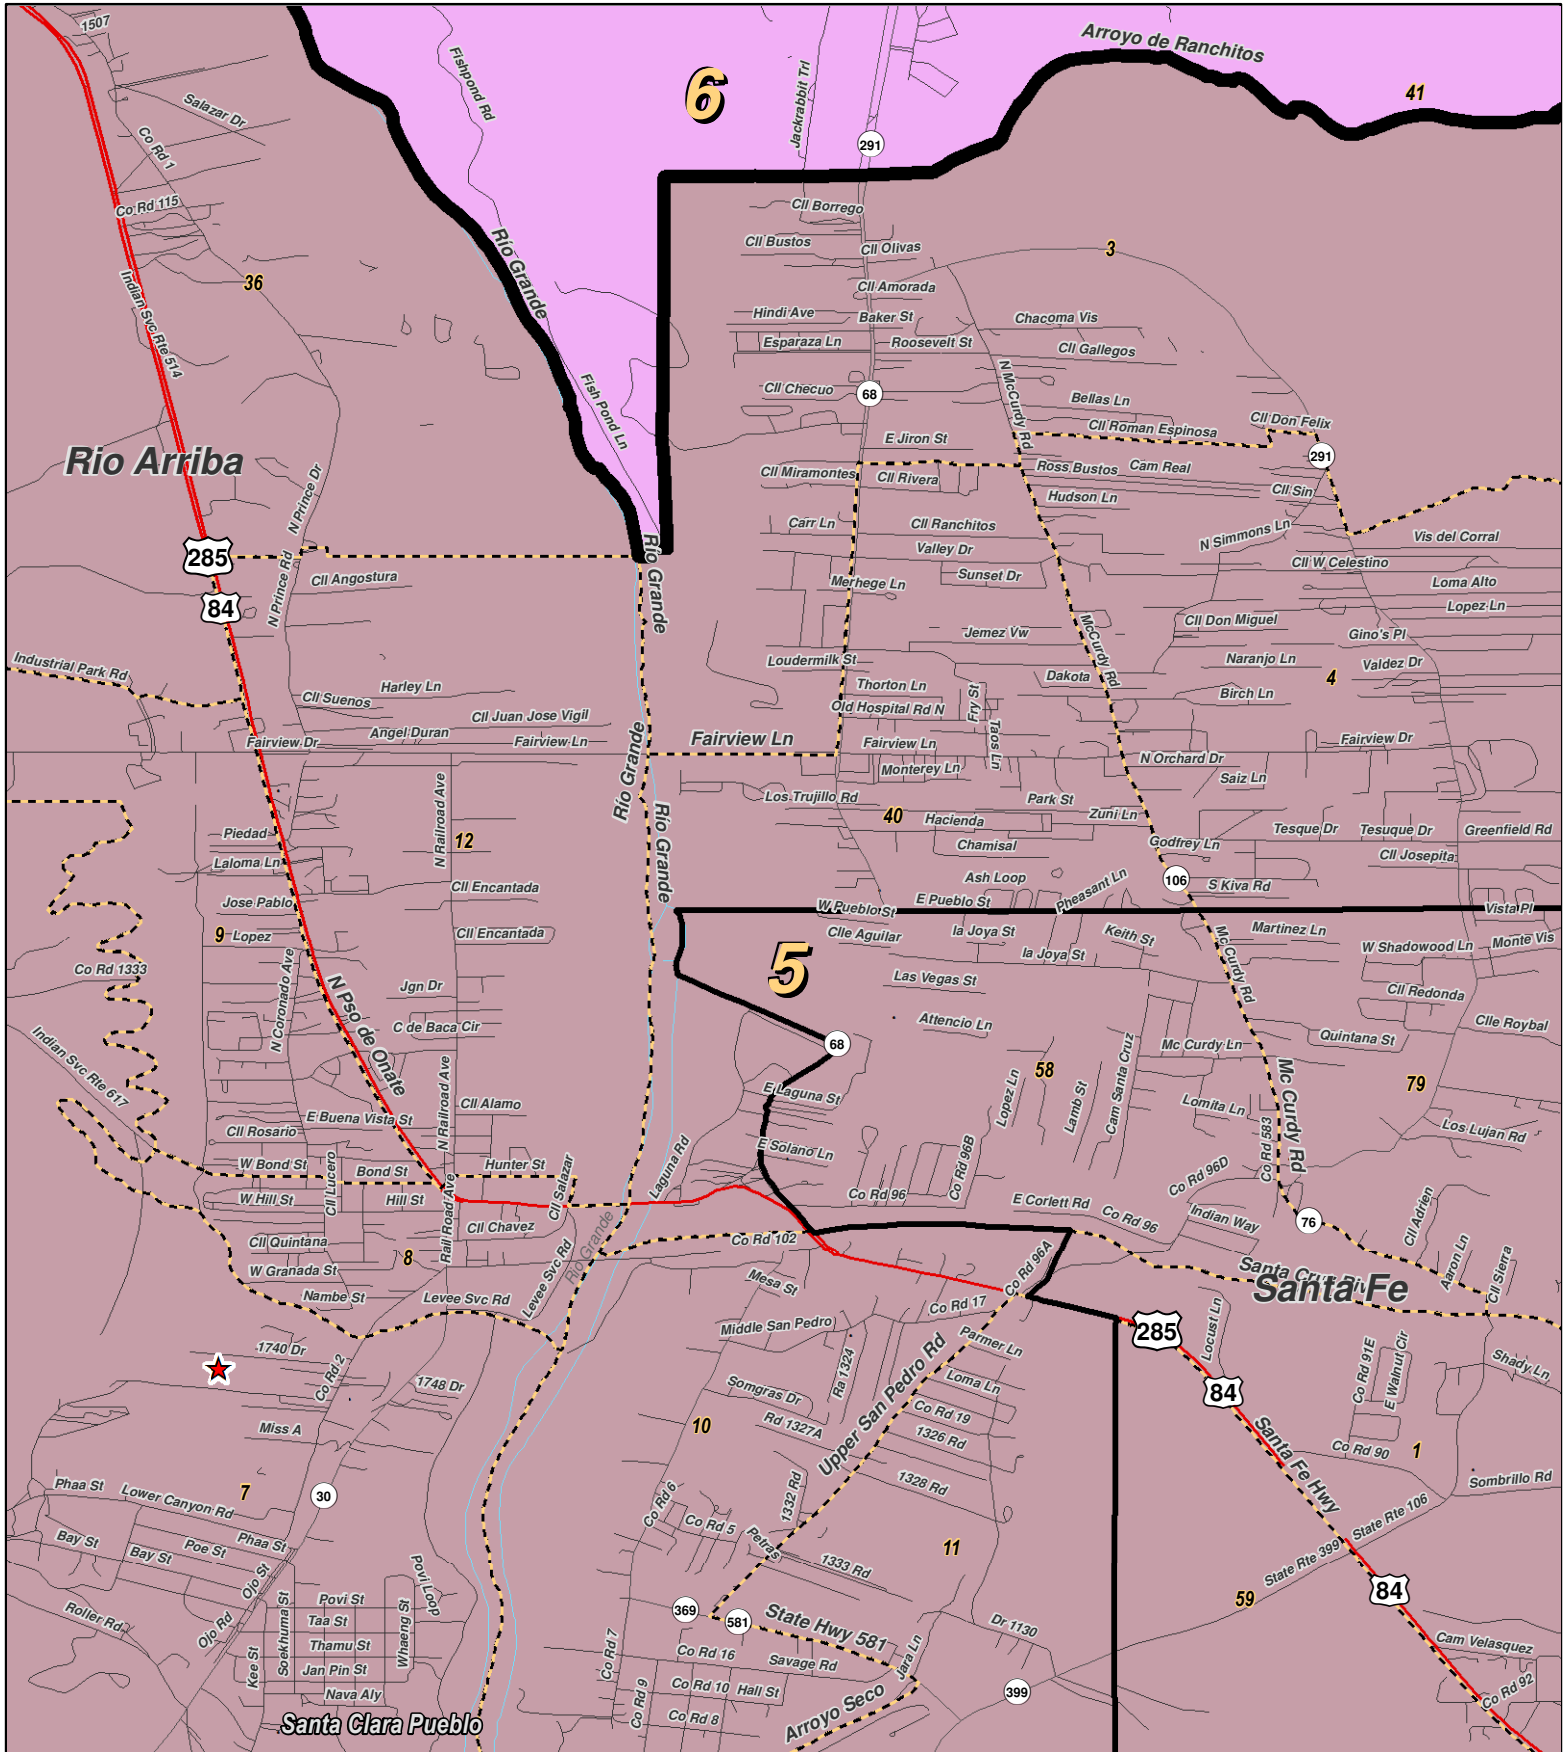 1507
Salazar Dr
Co Rd 1
Co Rd 115
36
Indian Svc Rte 514
Rio Arriba
Fishpond Rd
6
Jackrabbit Trl
291
Arroyo de Ranchitos
41
Río Grande
Fish Pond Ln
Cll Borrego
Cll Bustos
Cll Olivas
3
Cll Amorada
Hindi Ave
Baker St
Chacoma Vis
Esparaza Ln
Roosevelt St
Cll Gallegos
Cll Checuo
68
N McCurdy Rd
Bellas Ln
Cll Roman Espinosa
Cll Don Felix
E Jiron St
291
Cll Miramontes
Cll Rivera
Ross Bustos
Cam Real
Hudson Ln
Cll Sin
N Prince Dr
285
84
N Prince Rd
Cll Angostura
Río Grande
Carr Ln
Cll Ranchitos
Valley Dr
N Simmons Ln
Vis del Corral
Merhege Ln
Sunset Dr
Cll W Celestino
Loma Alto
Lopez Ln
McCurdy Rd
Cll Don Miguel
Jemez Vw
Gino's Pl
Loudermilk St
Naranjo Ln
Valdez Dr
Dakota
4
Thorton Ln
Birch Ln
Old Hospital Rd N
Fry St
Taos Ln
Industrial Park Rd
Harley Ln
Cll Suenos
Cll Juan Jose Vigil
Angel Duran
Fairview Dr
Fairview Ln
Fairview Ln
Fairview Ln
Fairview Dr
N Orchard Dr
Monterey Ln
Saiz Ln
Río Grande
Río Grande
N Railroad Ave
Los Trujillo Rd
Park St
40
Hacienda
Zuni Ln
Tesque Dr
Tesuque Dr
Greenfield Rd
Piedad
12
Chamisal
Godfrey Ln
Cll Josepita
Laloma Ln
Ash Loop
Pheasant Ln
106
S Kiva Rd
Cll Encantada
Jose Pablo
W Pueblo St
E Pueblo St
Vista Pl
9
Lopez
Cll Encantada
Clle Aguilar
la Joya St
la Joya St
Keith St
Mc Curdy Rd
Martinez Ln
W Shadowood Ln
Monte Vis
Co Rd 1333
N Coronado Ave
N Pso de Onate
Jgn Dr
5
Las Vegas St
Cll Redonda
C de Baca Cir
Attencio Ln
Quintana St
Clle Roybal
Indian Svc Rte 617
68
Mc Curdy Ln
58
79
N Railroad Ave
Lopez Ln
Lamb St
Cam Santa Cruz
Mc Curdy Rd
E Laguna St
Cll Alamo
E Buena Vista St
Lomita Ln
Cll Rosario
Co Rd 583
Los Lujan Rd
W Bond St
Cll Lucero
Bond St
Hunter St
Cll Salazar
Laguna Rd
E Solano Ln
Co Rd 96B
Co Rd 96D
W Hill St
Hill St
Rail Road Ave
Co Rd 96
E Corlett Rd
Co Rd 96
Indian Way
76
Cll Adrien
Cll Chavez
Cll Quintana
8
Río Grande
Co Rd 102
Co Rd 96A
Aaron Ln
Cll Sierra
W Granada St
Levee Svc Rd
Mesa St
Santa Fe
Nambe St
Levee Svc Rd
Co Rd 17
Middle San Pedro
Parmer Ln
285
Locust Ln
1740 Dr
Co Rd 2
Ra 1324
Upper San Pedro Rd
Co Rd 91E
E Walnut Cir
Shady Ln
1748 Dr
Somgras Dr
Loma Ln
84
Miss A
10
Rd 1327A
Co Rd 19
1326 Rd
Santa Fe Hwy
Co Rd 90
1
Phaa St
Lower Canyon Rd
7
30
1328 Rd
Sombrillo Rd
Co Rd 6
1332 Rd
State Rte 106
Bay St
Bay St
Poe St
Phaa St
Co Rd 5
Petras
11
State Rte 399
Ojo St
Povi Loop
1333 Rd
84
Povi St
59
Roller Rd
Ojo Rd
Taa St
369
581
State Hwy 581
Dr 1130
Kee St
Soekhuma St
Thamu St
Whaeng St
Co Rd 7
Co Rd 16
Savage Rd
Jara Ln
Cam Velasquez
Jan Pin St
Co Rd 10
Hall St
399
Co Rd 92
Nava Aly
Co Rd 9
Co Rd 8
Arroyo Seco
Santa Clara Pueblo